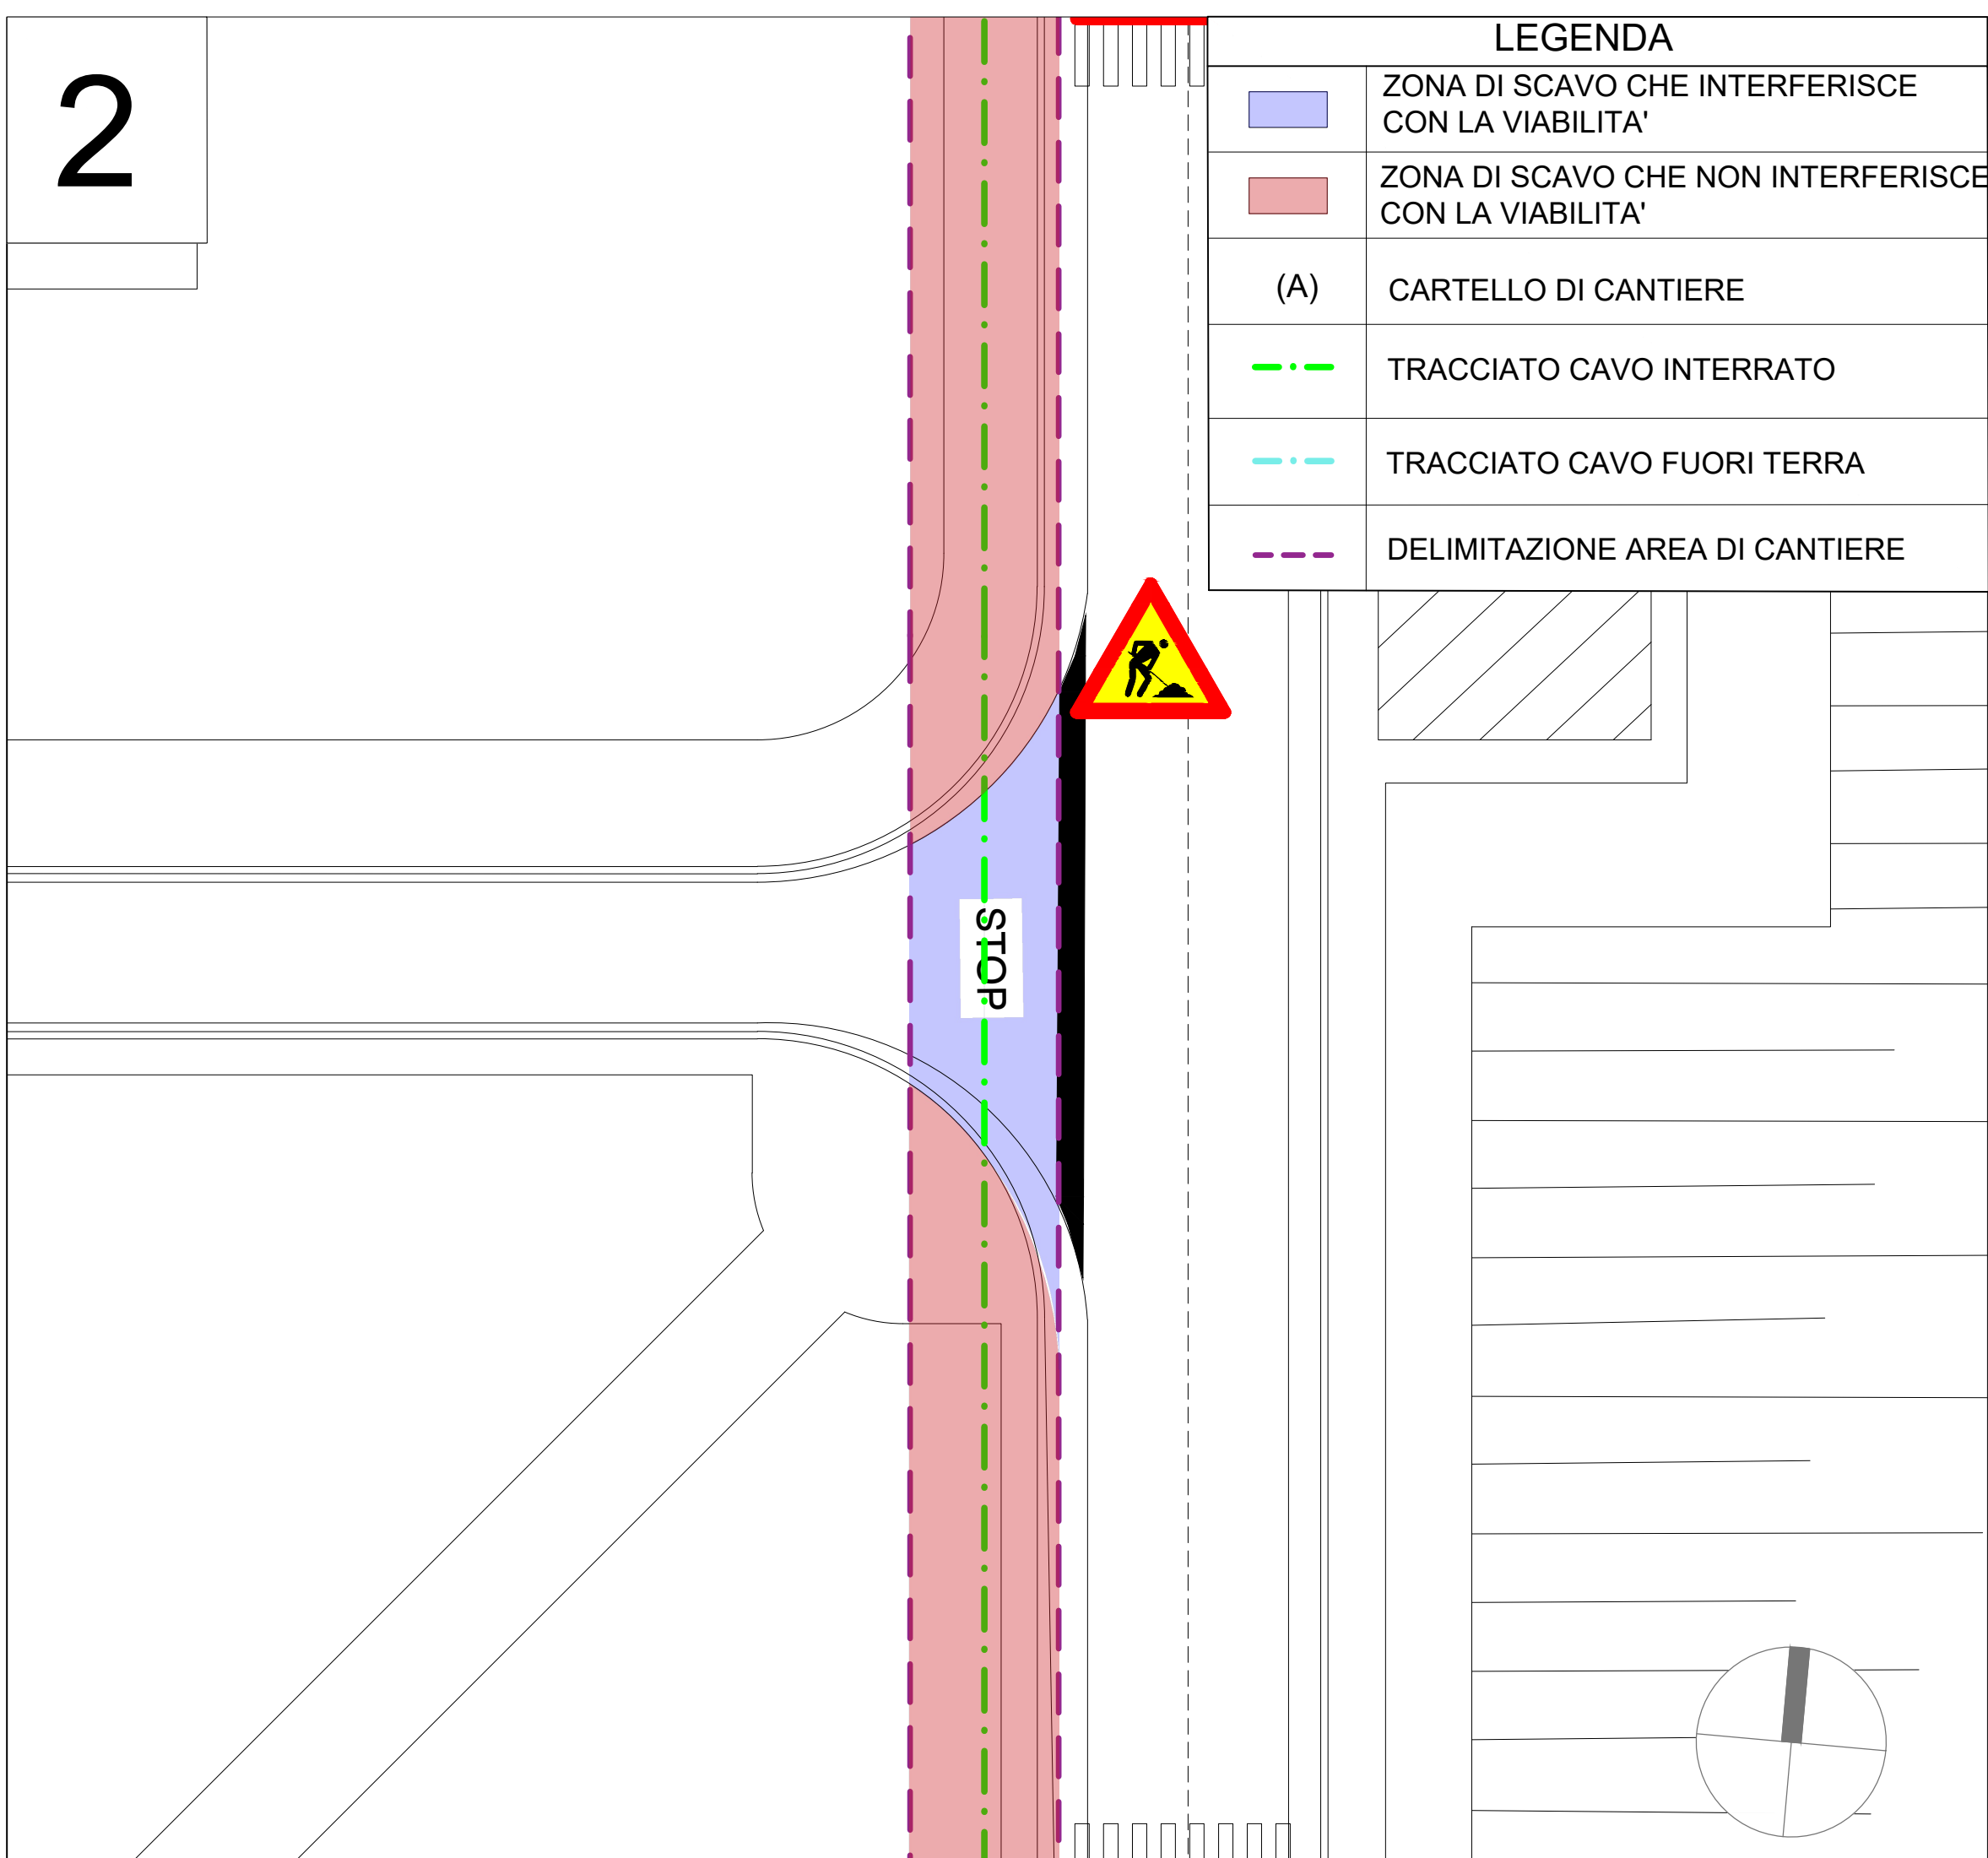 2
LEGENDA
ZONA DI SCAVO CHE INTERFERISCE
CON LA VIABILITA'
ZONA DI SCAVO CHE NON INTERFERISCE
CON LA VIABILITA'
(A)
CARTELLO DI CANTIERE
TRACCIATO CAVO INTERRATO
TRACCIATO CAVO FUORI TERRA
DELIMITAZIONE AREA DI CANTIERE
STOP